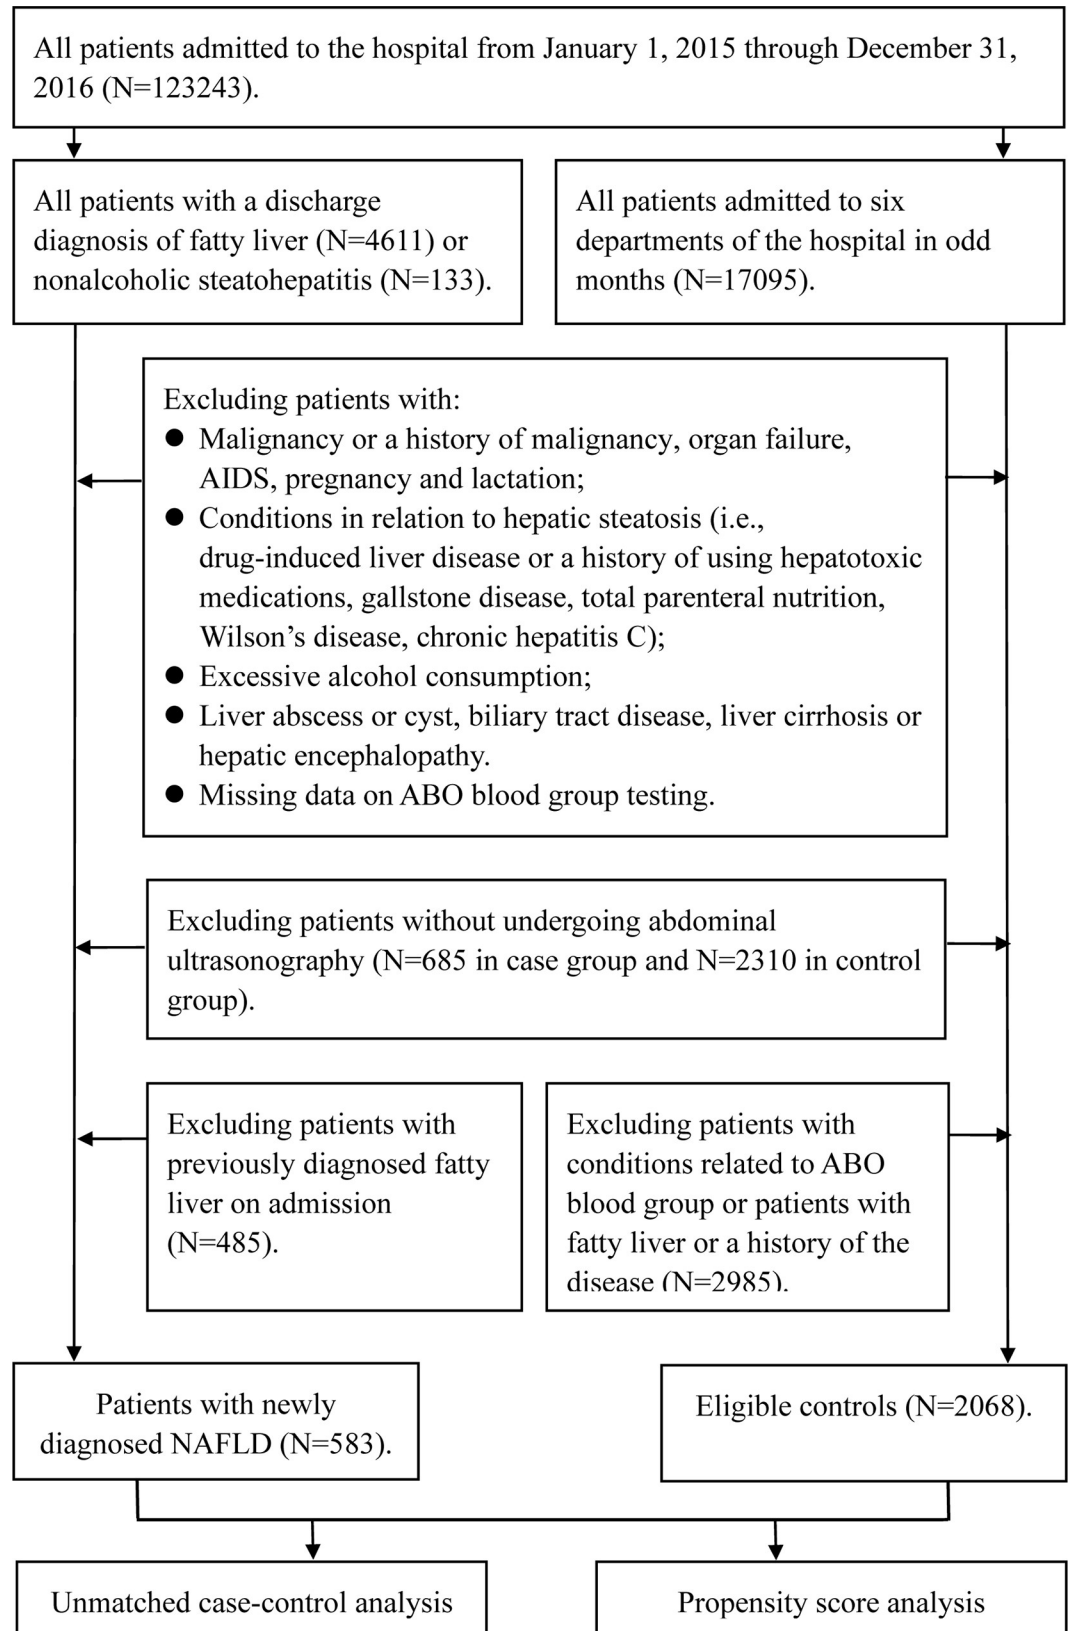 All patients admitted to the hospital from January 1, 2015 through December 31,
2016 (N=123243).
All patients with a discharge
diagnosis of fatty liver (N=4611) or
nonalcoholic steatohepatitis (N=133).
All patients admitted to six
departments of the hospital in odd
months (N=17095).
Excluding patients with:
● Malignancy or a history of malignancy, organ failure,
AIDS, pregnancy and lactation;
● Conditions in relation to hepatic steatosis (i.e.,
drug-induced liver disease or a history of using hepatotoxic
medications, gallstone disease, total parenteral nutrition,
Wilson’s disease, chronic hepatitis C);
● Excessive alcohol consumption;
● Liver abscess or cyst, biliary tract disease, liver cirrhosis or
hepatic encephalopathy.
● Missing data on ABO blood group testing.
Excluding patients without undergoing abdominal
ultrasonography (N=685 in case group and N=2310 in control
group).
Excluding patients with
previously diagnosed fatty
liver on admission
(N=485).
Excluding patients with
conditions related to ABO
blood group or patients with
fatty liver or a history of the
disease (N=2985).
Patients with newly
diagnosed NAFLD (N=583).
Eligible controls (N=2068).
Unmatched case-control analysis
Propensity score analysis